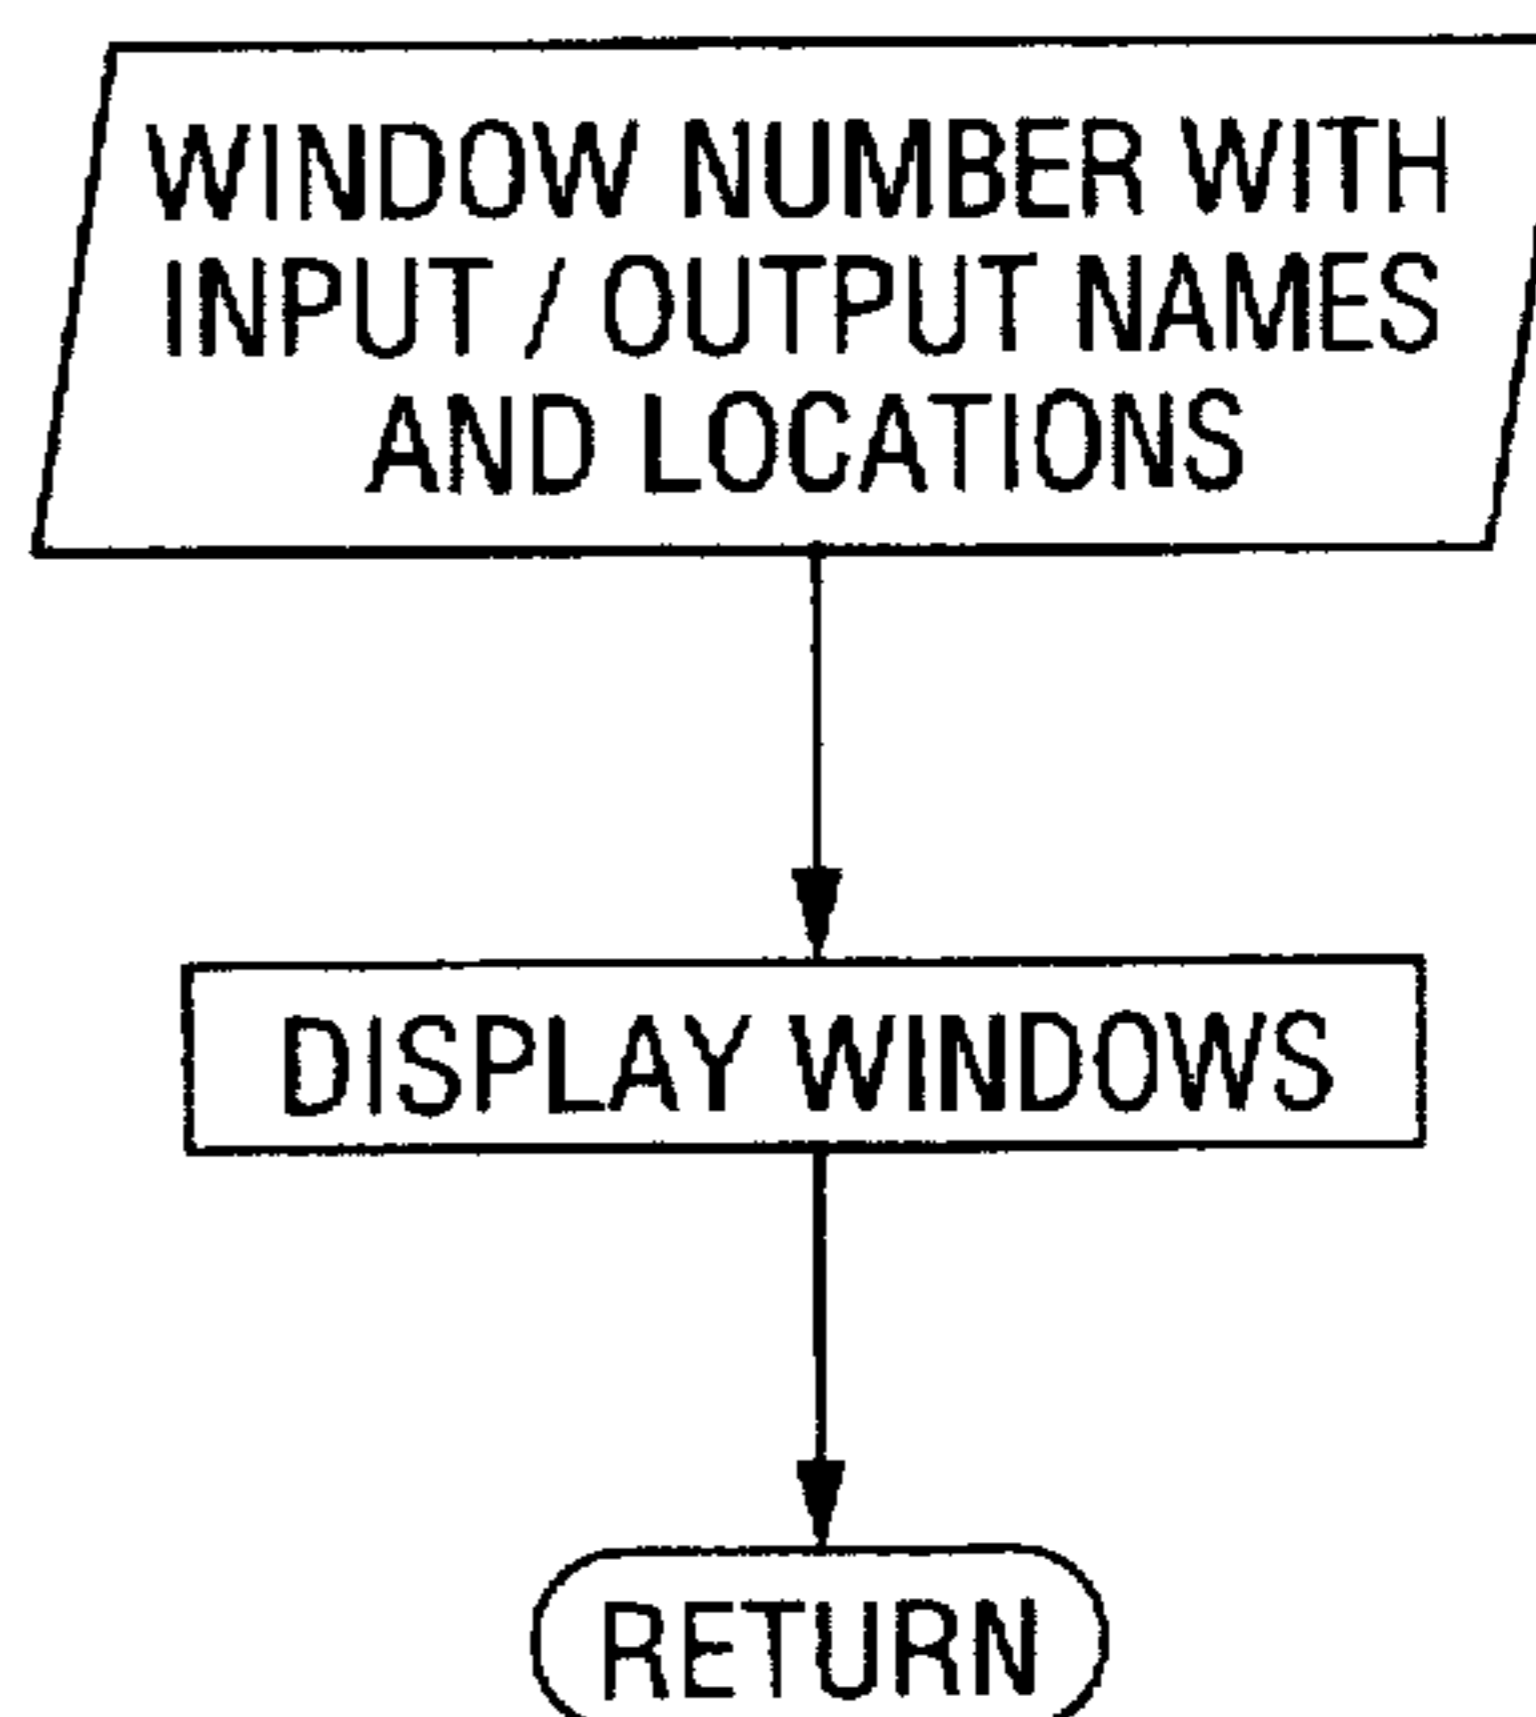 WINDOW NUMBER WITH
INPUT / OUTPUT NAMES
AND LOCATIONS
DISPLAY WINDOWS
RETURN